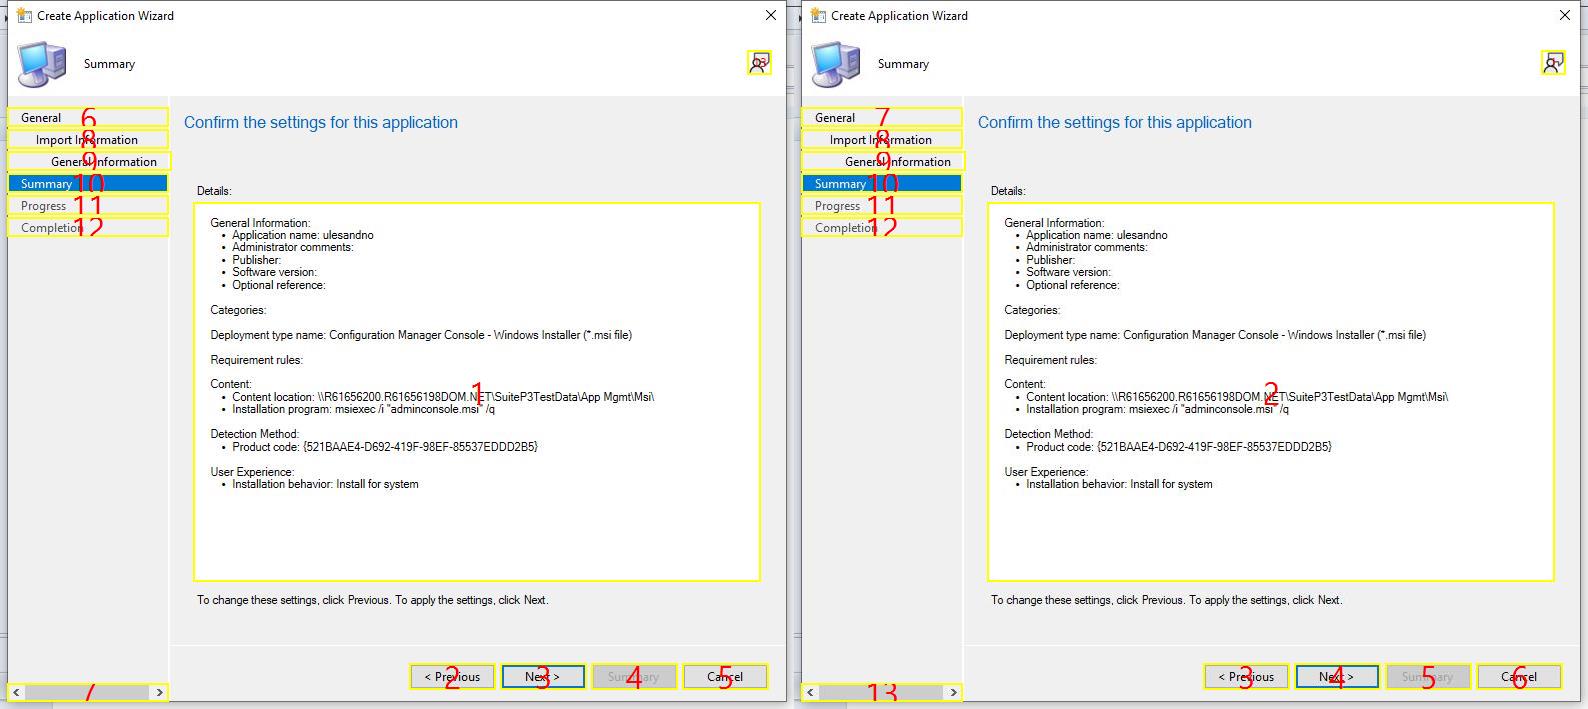 Create Application Wizard
Summary
13
General 6
Import Information 8
General Information 9
Summary 10
Progress 11
Completion 12
7
Confirm the settings for this application
Details:
General Information:
• Application name: ulesandno
• Administrator comments:
• Publisher:
• Software version:
• Optional reference:
Categories:
Deployment type name: Configuration Manager Console - Windows Installer (*.msi file)
Requirement rules:
Content: 1
• Content location: \\R61656200.R61656198DOM.NET\SuiteP3TestData\App Mgmt\Msi\
• Installation program: msiexec /i "adminconsole.msi" /q
Detection Method:
• Product code: {521BAAE4-D692-419F-98EF-85537EDDD2B5}
User Experience:
• Installation behavior: Install for system
To change these settings, click Previous. To apply the settings, click Next.
< Previous 2
Next > 3
Summary 4
Cancel 5
Create Application Wizard
Summary
General 7
Import Information 8
General Information 9
Summary 10
Progress 11
Completion 12
13
Confirm the settings for this application
Details:
General Information:
• Application name: ulesandno
• Administrator comments:
• Publisher:
• Software version:
• Optional reference:
Categories:
Deployment type name: Configuration Manager Console - Windows Installer (*.msi file)
Requirement rules:
Content: 2
• Content location: \\R61656200.R61656198DOM.NET\SuiteP3TestData\App Mgmt\Msi\
• Installation program: msiexec /i "adminconsole.msi" /q
Detection Method:
• Product code: {521BAAE4-D692-419F-98EF-85537EDDD2B5}
User Experience:
• Installation behavior: Install for system
To change these settings, click Previous. To apply the settings, click Next.
< Previous 3
Next > 4
Summary 5
Cancel 6